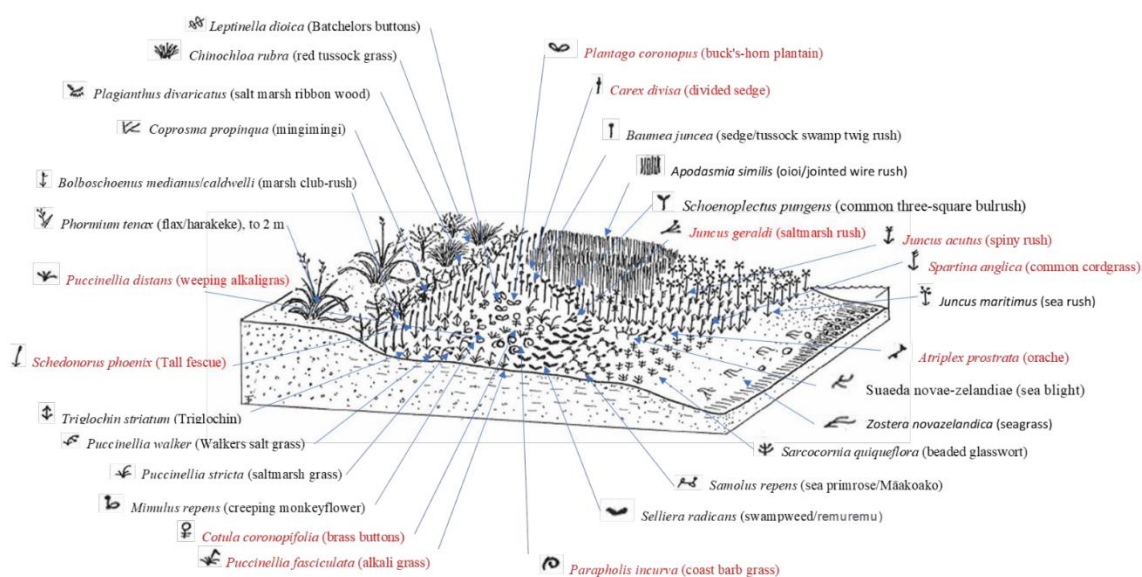 Leptinella dioica (Batchelors buttons)
Chinochloa rubra (red tussock grass)
Plagianthus divaricatus (salt marsh ribbon wood)
Coprosma propinqua (mingimingi)
Bolboschoenus medianus/caldwelli (marsh club-rush)
Phormium tenax (flax/harakeke), to 2 m
Puccinellia distans (weeping alkaligras)
Schedonorus phoenix (Tall fescue)
Triglochin striatum (Triglochin)
Puccinellia walker (Walkers salt grass)
Puccinellia stricta (saltmarsh grass)
Mimulus repens (creeping monkeyflower)
Cotula coronopifolia (brass buttons)
Puccinellia fasciculata (alkali grass)
Plantago coronopus (buck's-horn plantain)
Carex divisa (divided sedge)
Baumea juncea (sedge/tussock swamp twig rush)
Apodasmia similis (oioi/jointed wire rush)
Schoenoplectus pungens (common three-square bulrush)
Juncus geraldi (saltmarsh rush)
Juncus acutus (spiny rush)
Spartina anglica (common cordgrass)
Juncus maritimus (sea rush)
Atriplex prostrata (orache)
Suaeda novae-zelandiae (sea blight)
Zostera novazelandica (seagrass)
Sarcocornia quiqueflora (beaded glasswort)
Samolus repens (sea primrose/Māakoako)
Selliera radicans (swampweed/remuremu)
Parapholis incurva (coast barb grass)